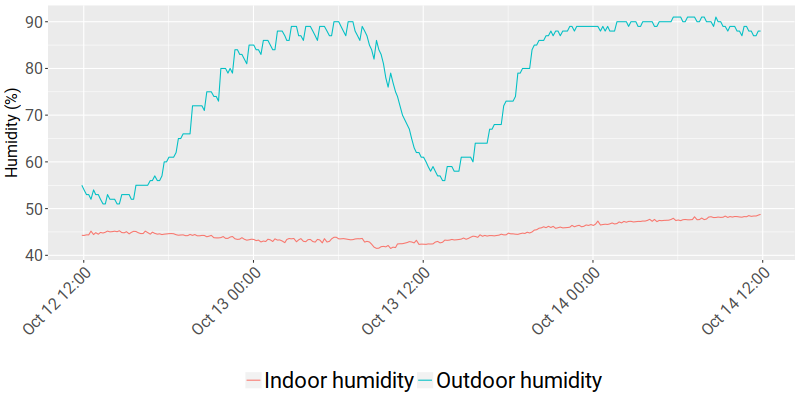 Humidity (%)
90
80
70
60
50
40
Oct 12 12:00
Oct 13 00:00
Oct 13 12:00
Oct 14 00:00
Oct 14 12:00
Indoor humidity
Outdoor humidity